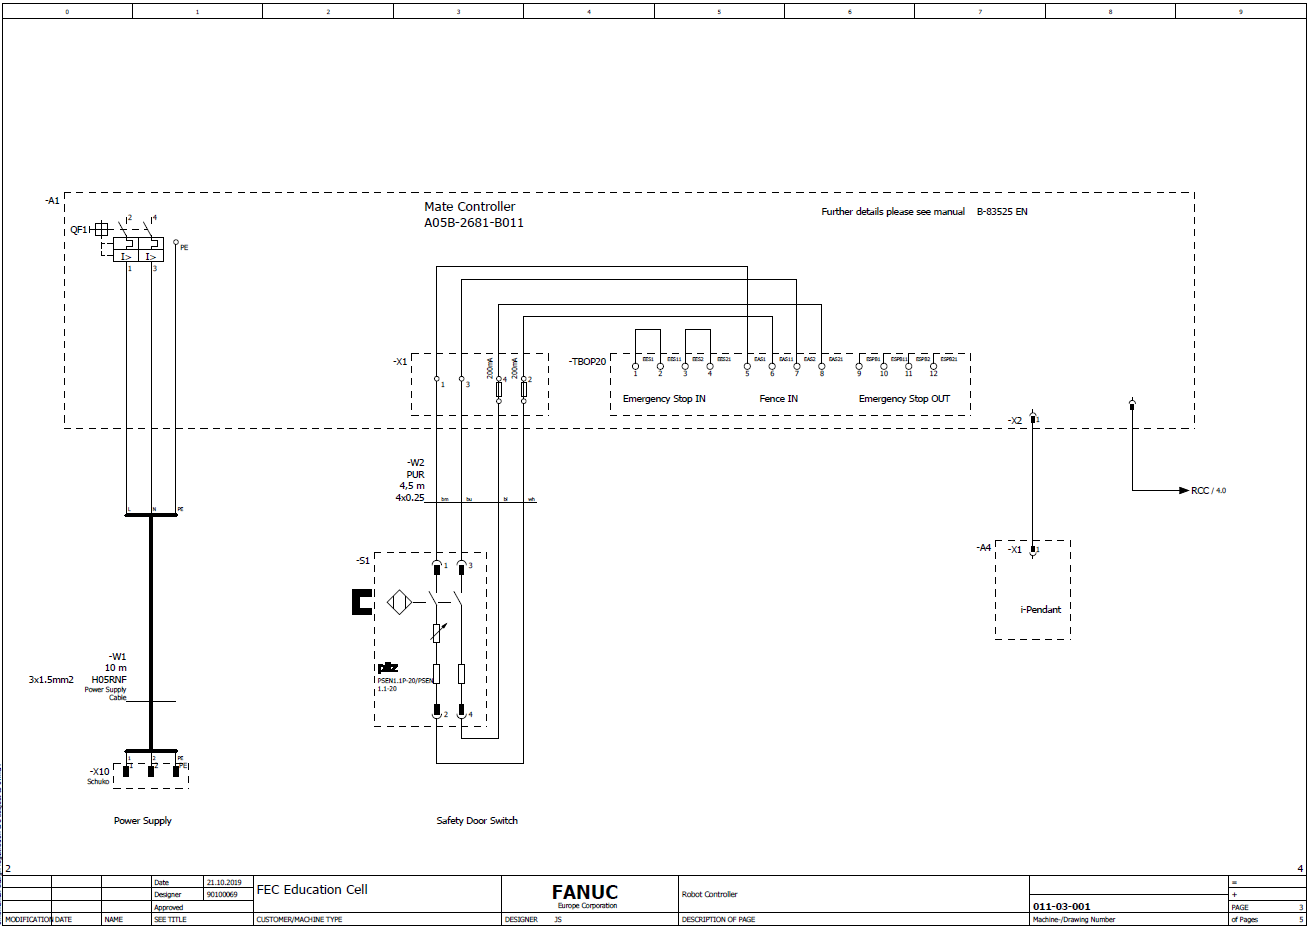 0 1 2 3 4 5 6 7 8 9
-A1
Mate Controller
A05B-2681-B011
Further details please see manual B-83525 EN
QF1
2 4
PE
I> I>
1 3
-X1
200mA 200mA
1 3 4 2
-TBOP20
EES1 EES11 EES2 EES21 EAS1 EAS11 EAS2 EAS21 ESPB1 ESPB11 ESPB2 ESPB21
1 2 3 4 5 6 7 8 9 10 11 12
Emergency Stop IN Fence IN Emergency Stop OUT
-X2 1
-W2
PUR
4,5 m
4x0.25
bu wh
RCC / 4.0
L N PE
-A4
-X1 1
i-Pendant
-S1
1 3
pilz
PSEN1.1P-20/PSEN
1.1-20
2 4
-W1
10 m
3x1.5mm2 H05RNF
Power Supply
Cable
1 2 PE
-X10
1 2 PE
Schuko
Power Supply
Safety Door Switch
2 4
Date 21.10.2019
Designer 90100069
Approved
FEC Education Cell
FANUC
Europe Corporation
Robot Controller
=
+
011-03-001
PAGE 3
MODIFICATION DATE NAME SEE TITLE CUSTOMER/MACHINE TYPE DESIGNER JS DESCRIPTION OF PAGE Machine-/Drawing Number of Pages 5